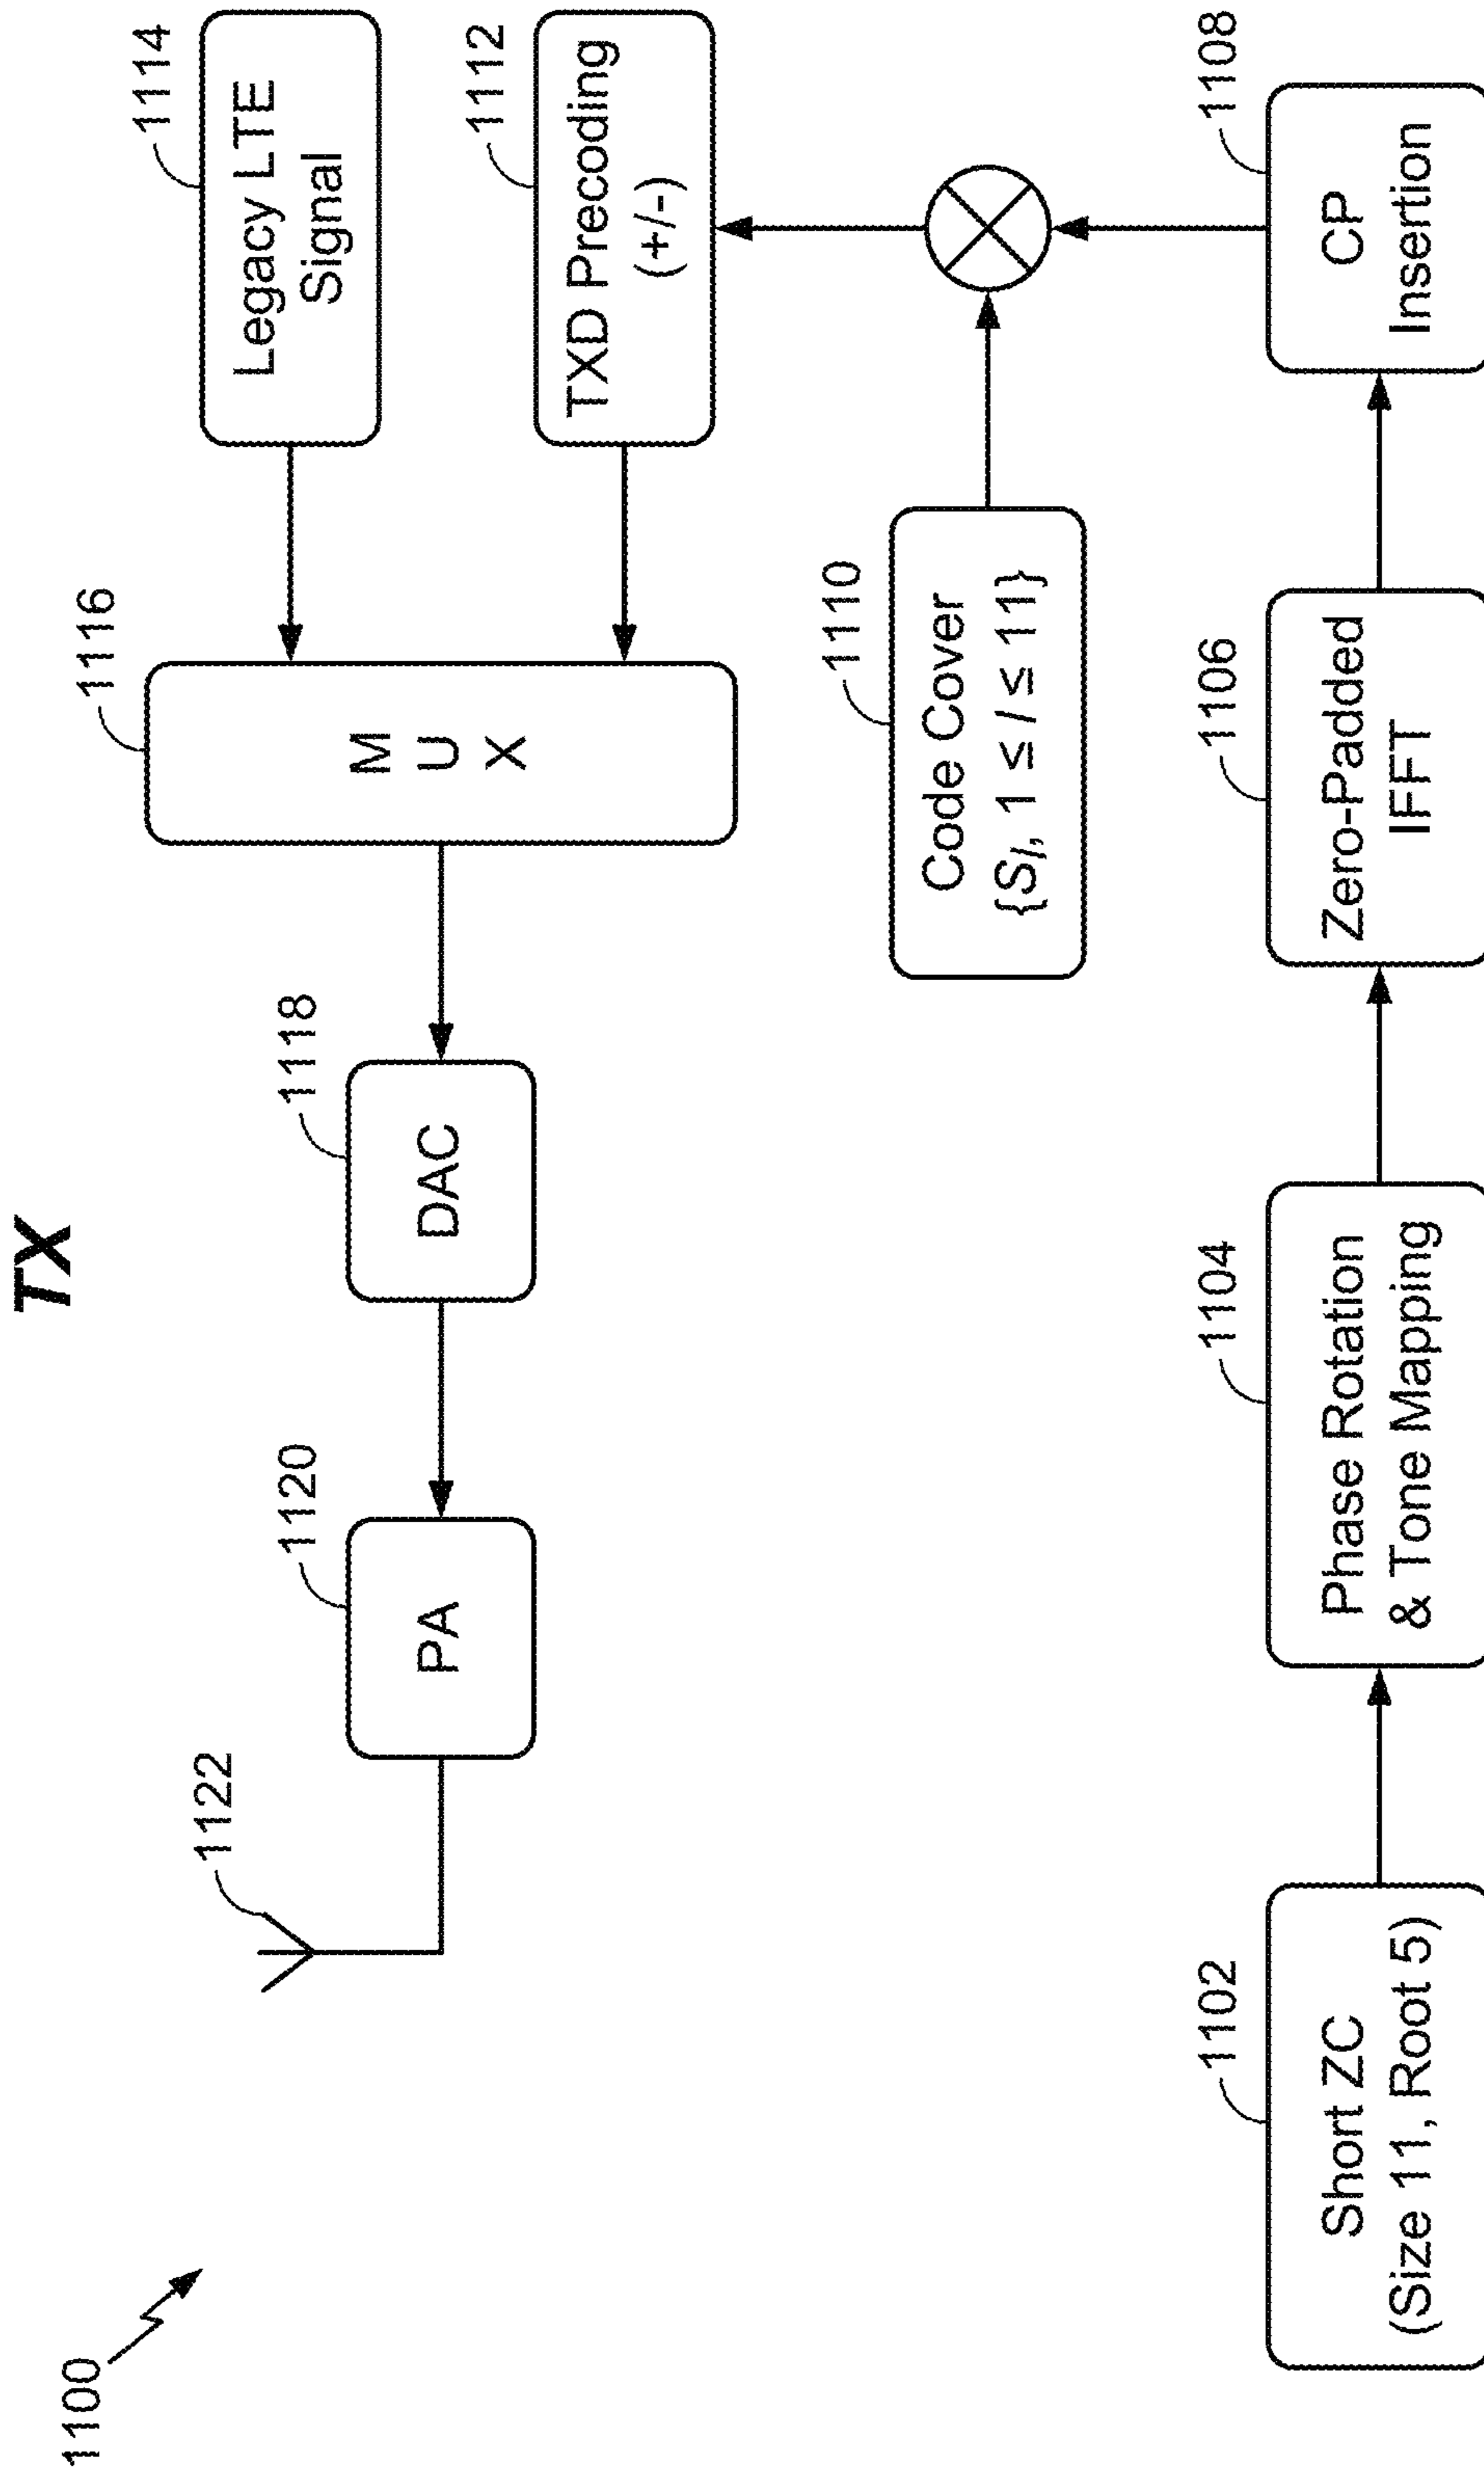 1100
TX
1122
1120
PA
1118
DAC
1116
M
U
X
1114
Legacy LTE
Signal
1112
TXD Precoding
(+/-)
1110
Code Cover
{Sl, 1 ≤ l ≤ 11}
1102
Short ZC
(Size 11, Root 5)
1104
Phase Rotation
& Tone Mapping
1106
Zero-Padded
IFFT
1108
CP
Insertion